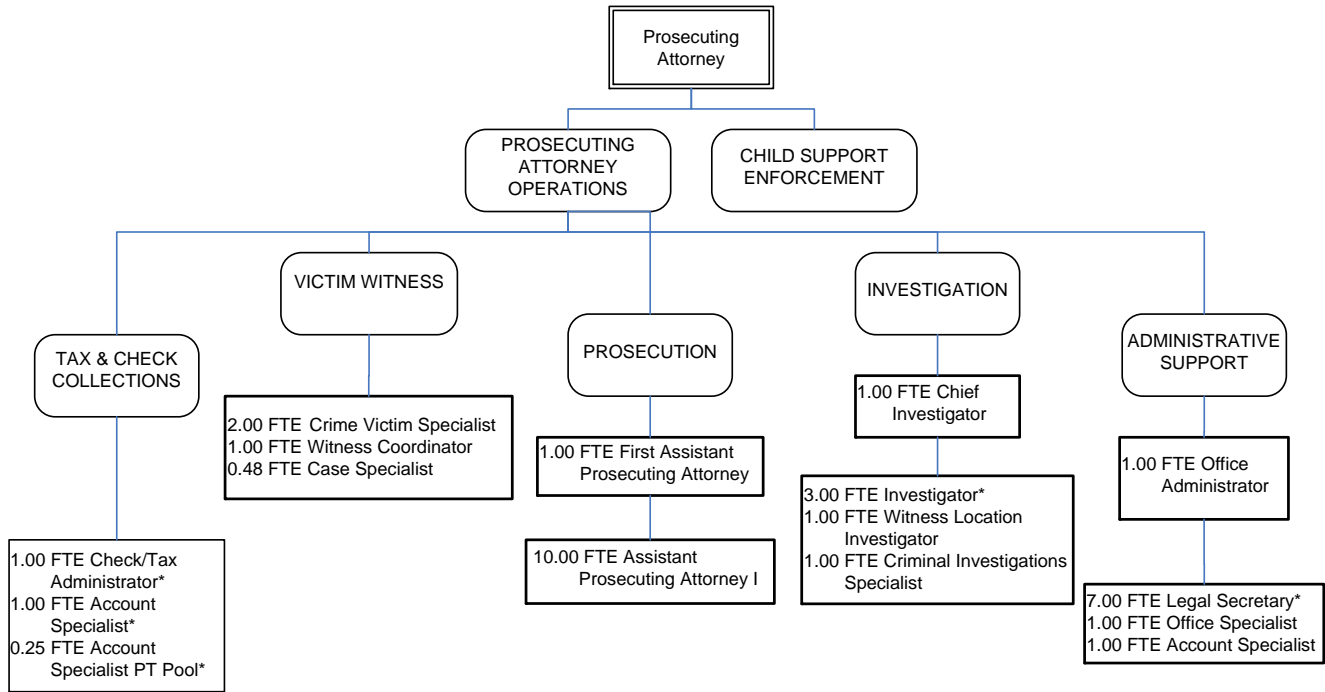 Prosecuting
Attorney
PROSECUTING
ATTORNEY
OPERATIONS
CHILD SUPPORT
ENFORCEMENT
TAX & CHECK
COLLECTIONS
1.00 FTE Check/Tax
Administrator*
1.00 FTE Account
Specialist*
0.25 FTE Account
Specialist PT Pool*
VICTIM WITNESS
2.00 FTE Crime Victim Specialist
1.00 FTE Witness Coordinator
0.48 FTE Case Specialist
PROSECUTION
1.00 FTE First Assistant
Prosecuting Attorney
10.00 FTE Assistant
Prosecuting Attorney I
INVESTIGATION
1.00 FTE Chief
Investigator
3.00 FTE Investigator*
1.00 FTE Witness Location
Investigator
1.00 FTE Criminal Investigations
Specialist
ADMINISTRATIVE
SUPPORT
1.00 FTE Office
Administrator
7.00 FTE Legal Secretary*
1.00 FTE Office Specialist
1.00 FTE Account Specialist